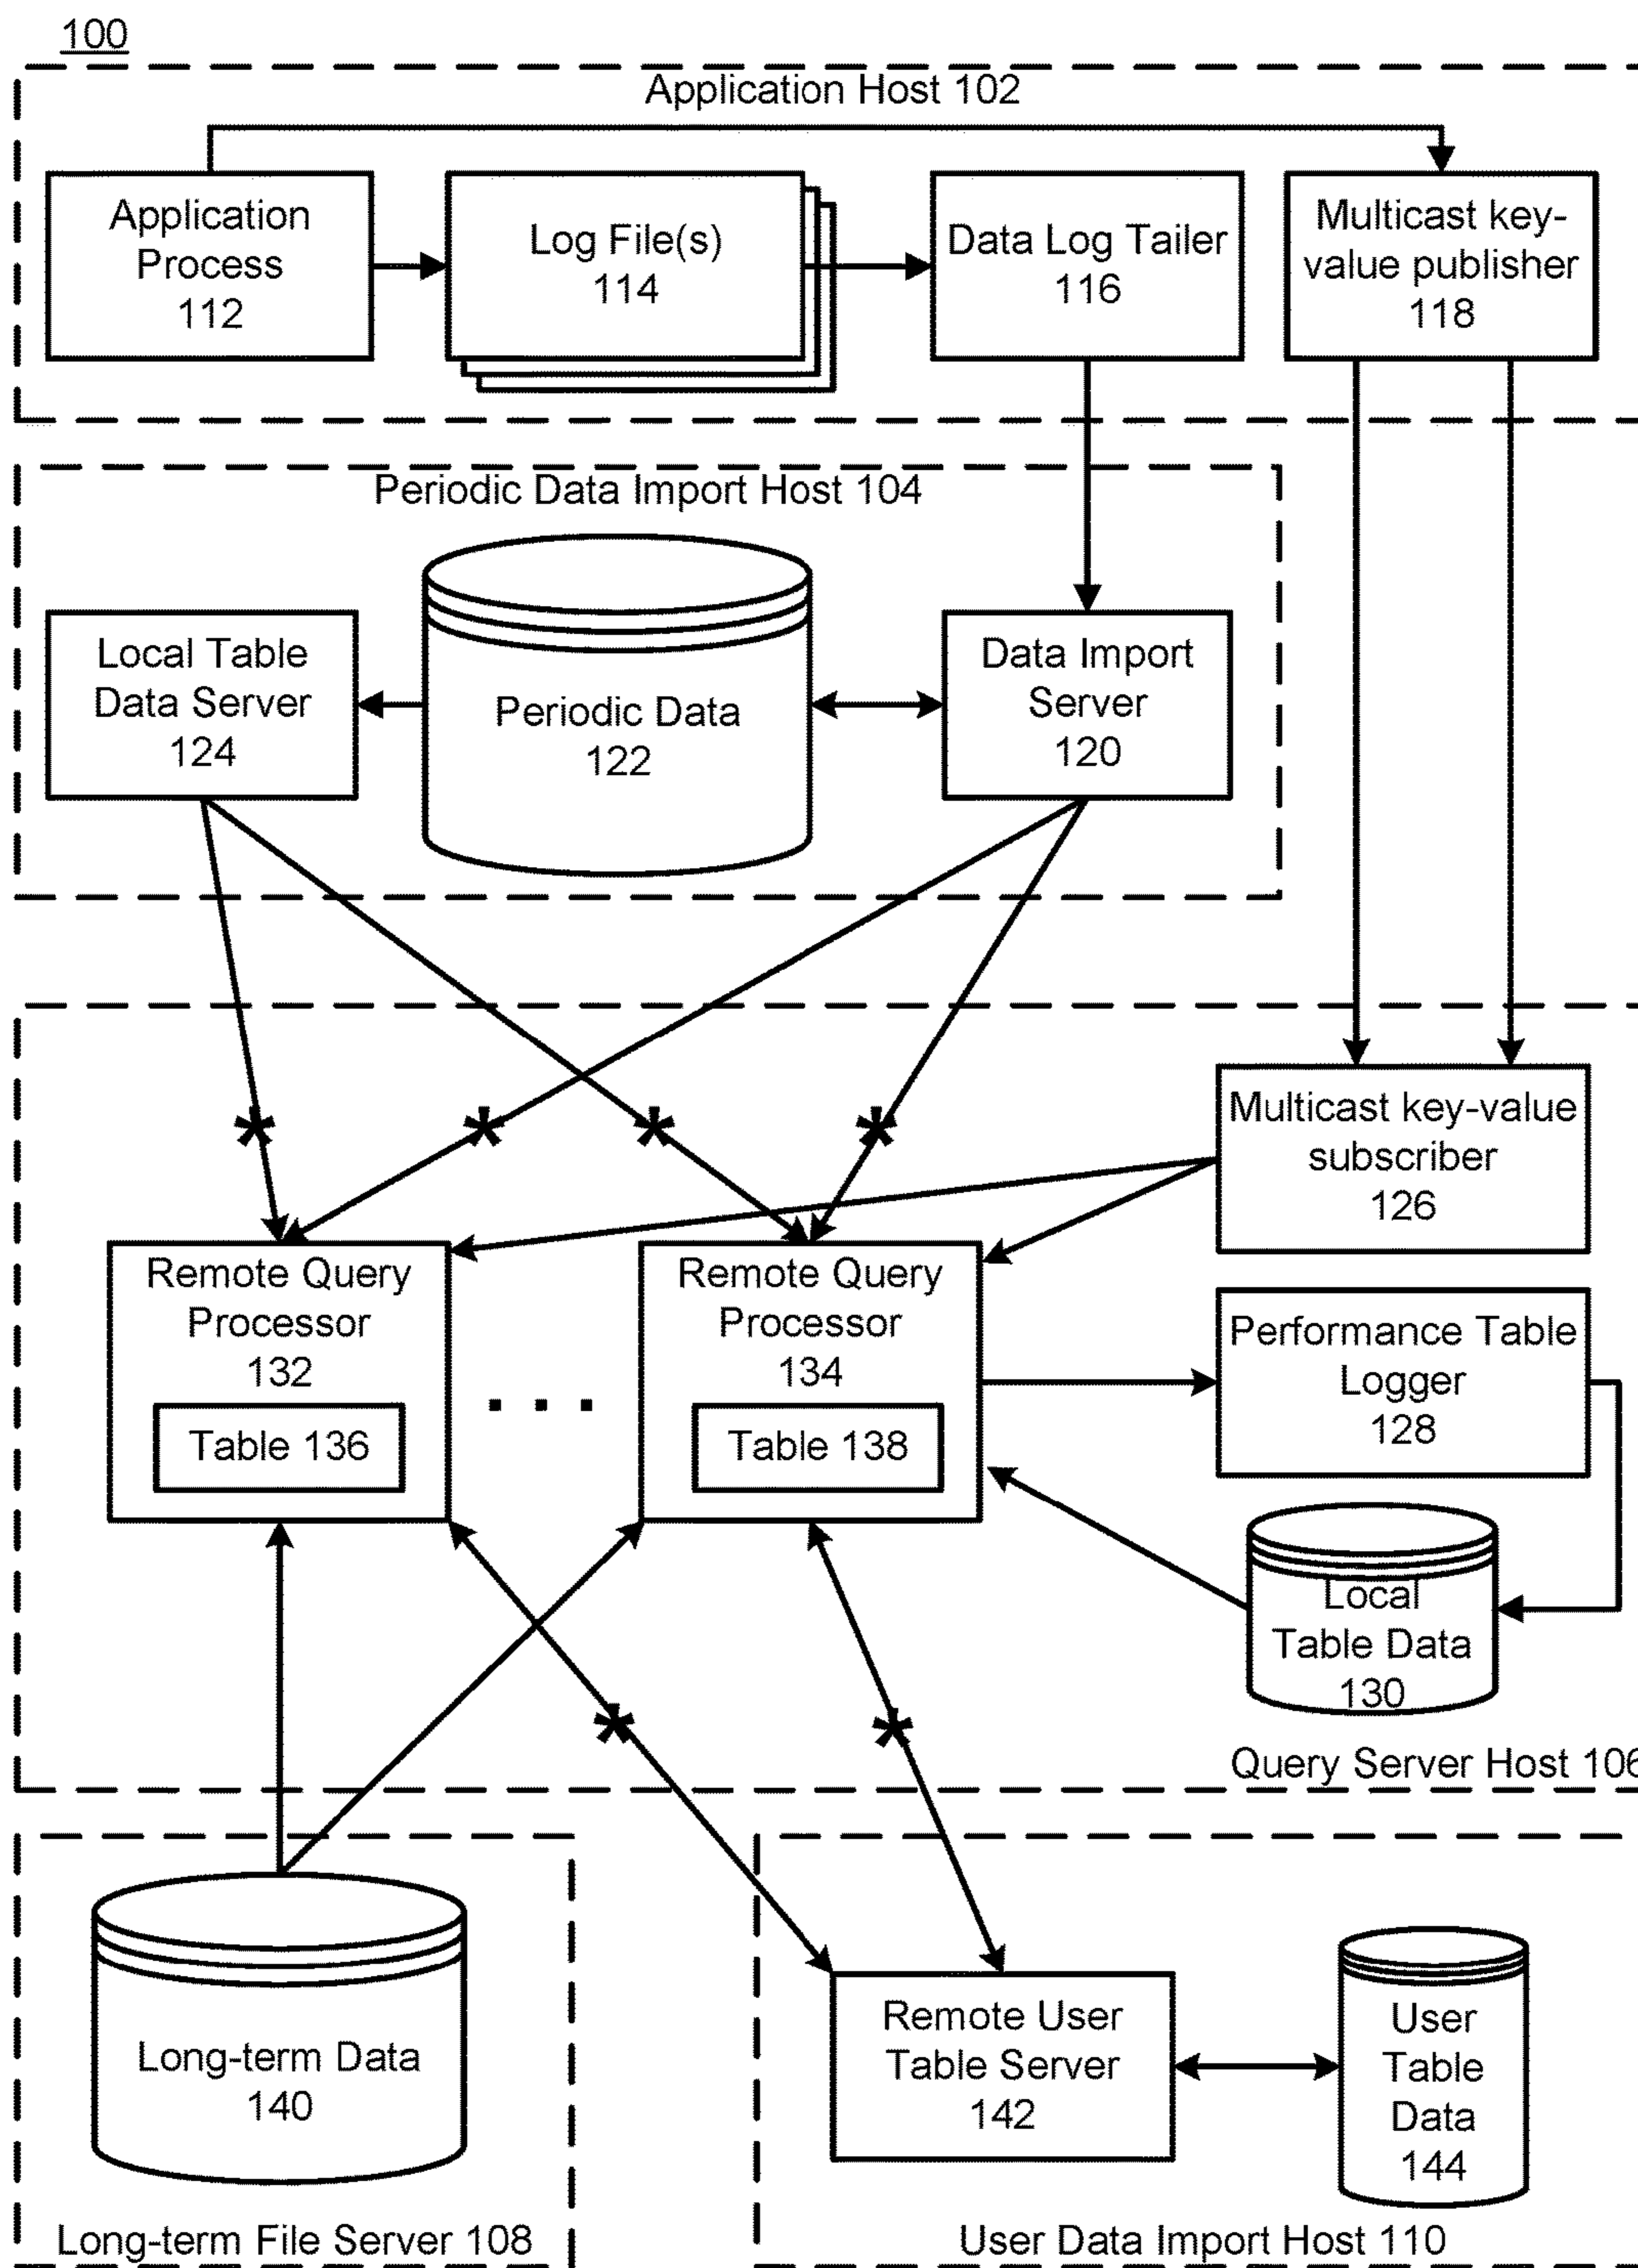 100
Application Host 102
Application
Process
112
Log File(s)
114
Data Log Tailer
116
Multicast key-
value publisher
118
Periodic Data Import Host 104
Local Table
Data Server
124
Periodic Data
122
Data Import
Server
120
*
*
*
*
Multicast key-value
subscriber
126
Remote Query
Processor
132
Table 136
. . .
Remote Query
Processor
134
Table 138
Performance Table
Logger
128
Local
Table Data
130
*
*
Query Server Host 106
Long-term Data
140
Long-term File Server 108
Remote User
Table Server
142
User
Table
Data
144
User Data Import Host 110